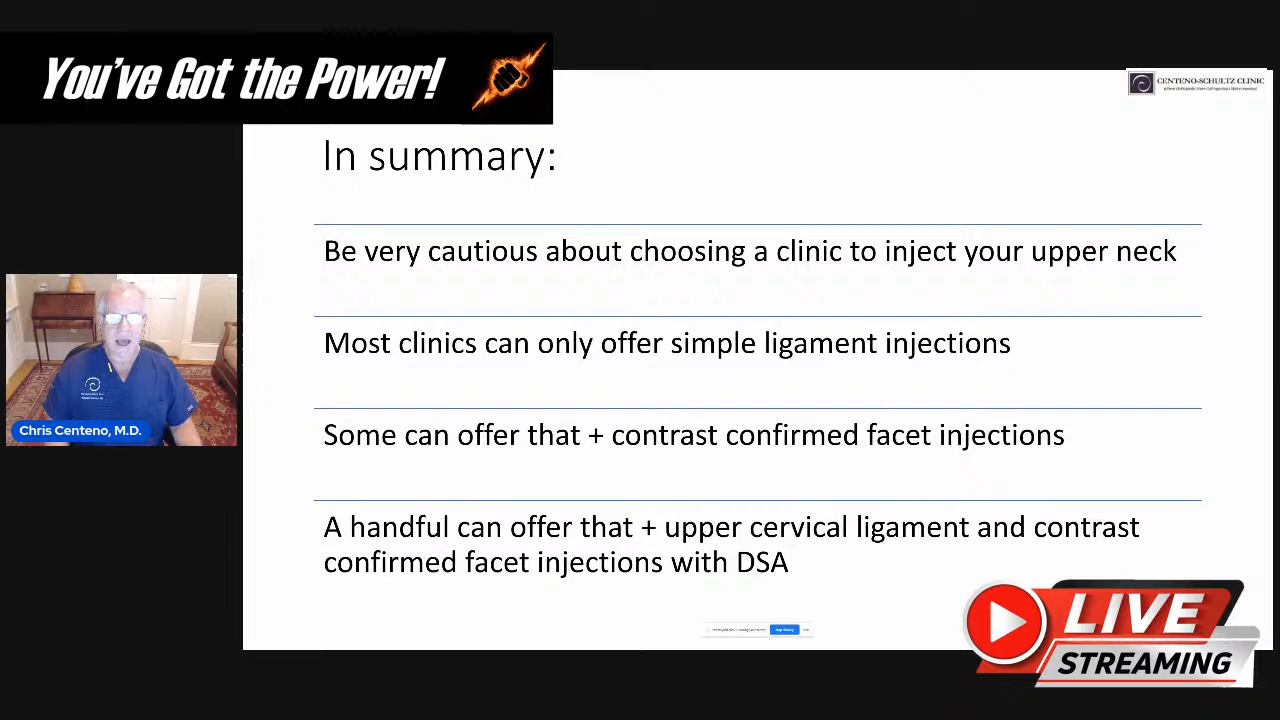 You've Got the Power!
CENTENO-SCHULTZ CLINIC
In summary:
Be very cautious about choosing a clinic to inject your upper neck
Most clinics can only offer simple ligament injections
Some can offer that + contrast confirmed facet injections
A handful can offer that + upper cervical ligament and contrast
confirmed facet injections with DSA
Chris Centeno, M.D.
Stop sharing
LIVE
STREAMING